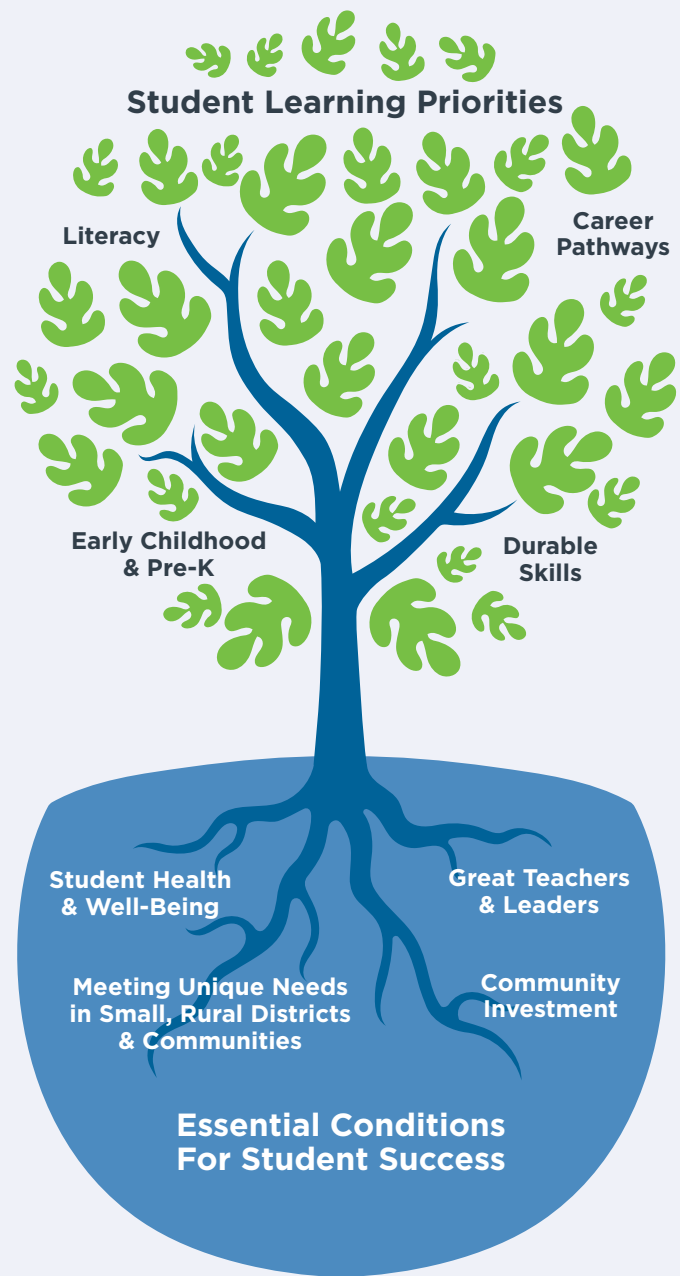 Student Learning Priorities
Literacy
Career
Pathways
Early Childhood
& Pre-K
Durable
Skills
Student Health
& Well-Being
Great Teachers
& Leaders
Meeting Unique Needs
in Small, Rural Districts
& Communities
Community
Investment
Essential Conditions
For Student Success